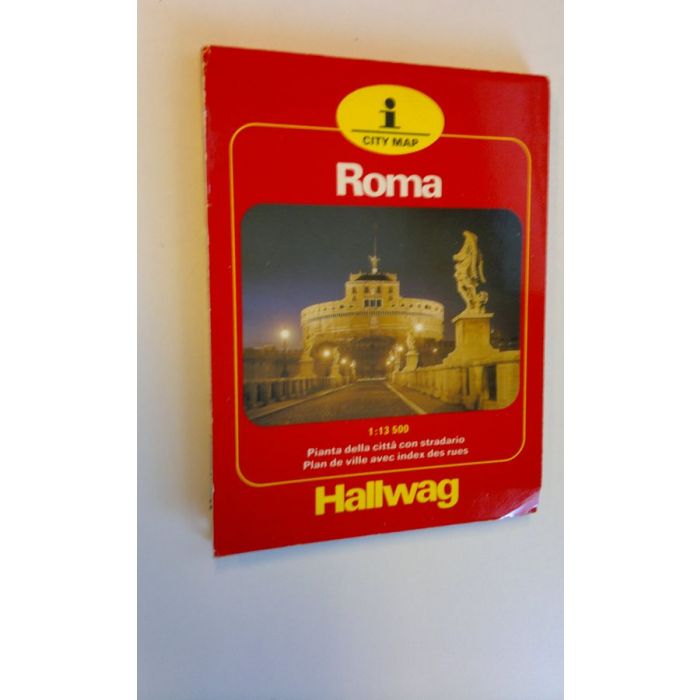 i
CITY MAP
Roma
1:13 500
Pianta della città con stradario
Plan de ville avec index des rues
Hallwag